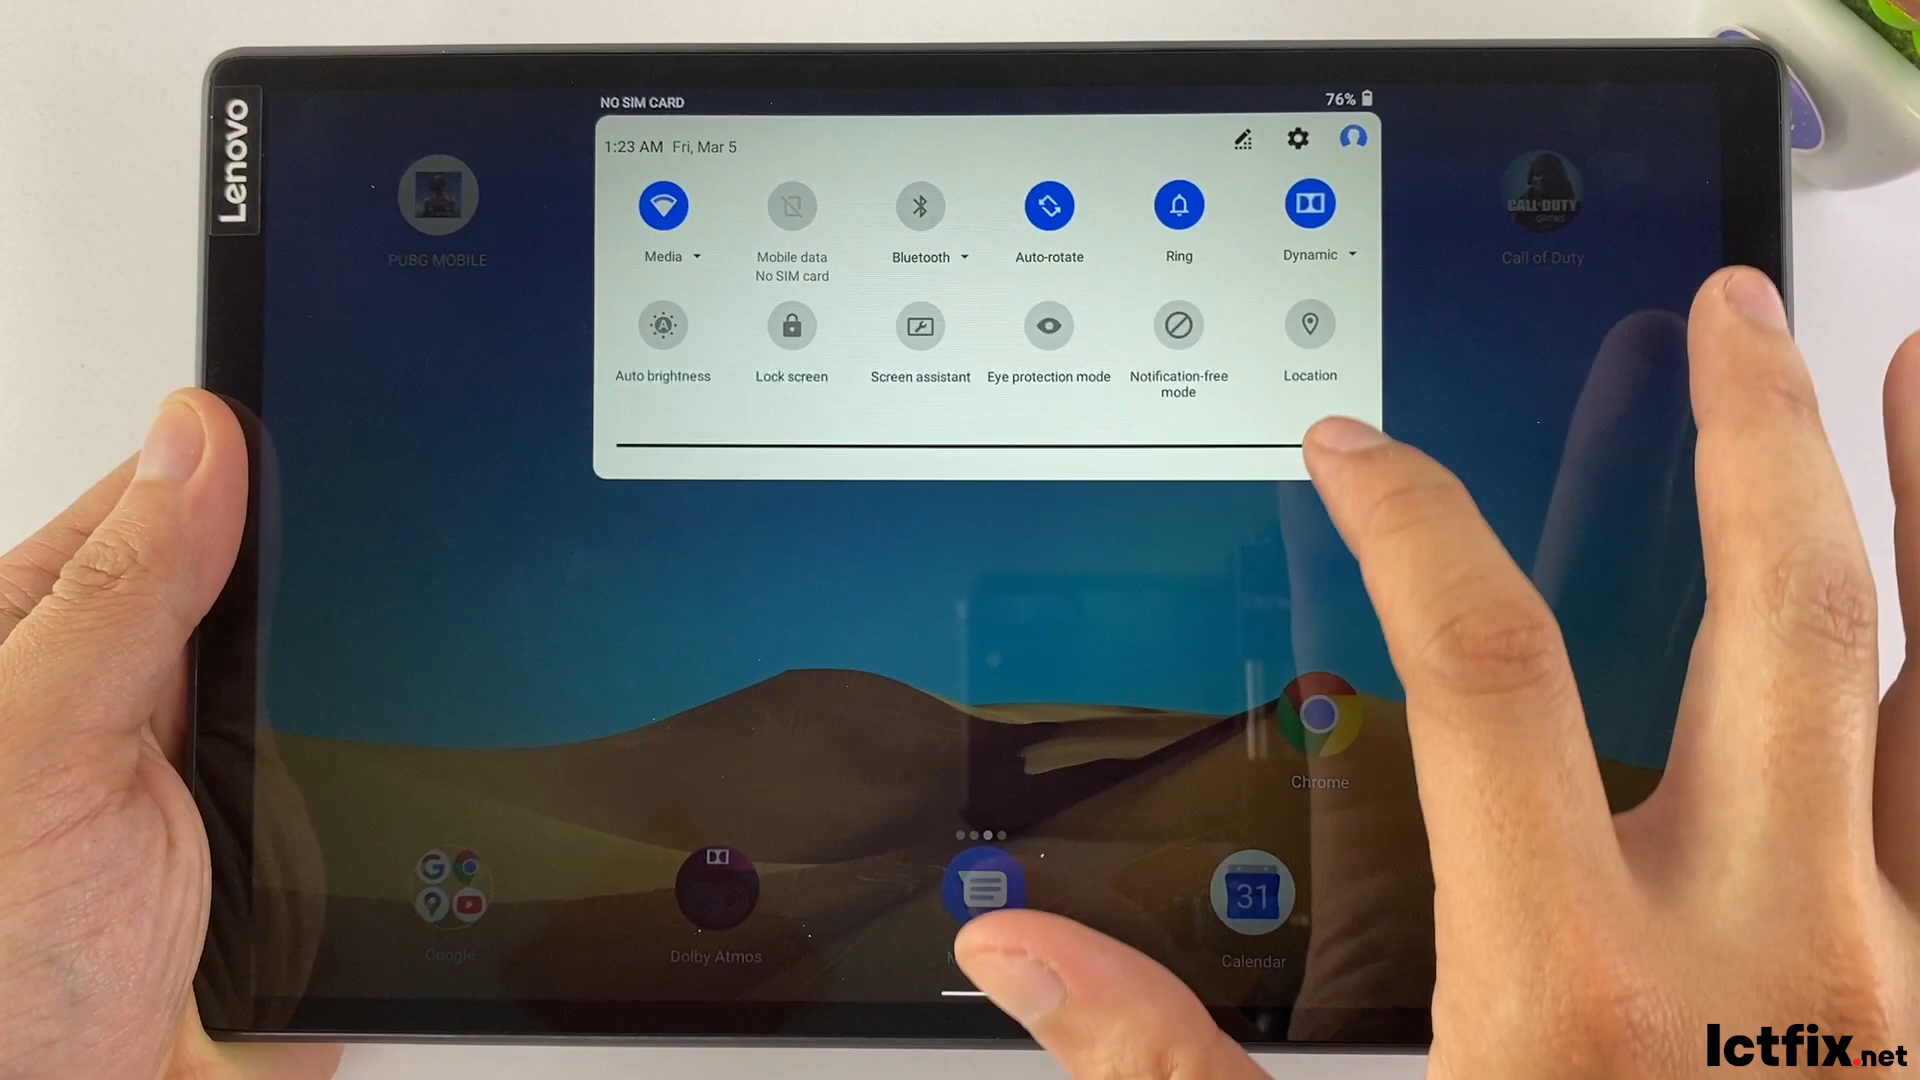 Lenovo
NO SIM CARD
76%
1:23 AM Fri, Mar 5
Media
Mobile data
No SIM card
Bluetooth
Auto-rotate
Ring
Dynamic
Auto brightness
Lock screen
Screen assistant
Eye protection mode
Notification-free
mode
Location
PUBG MOBILE
CALL·DUTY
GAMES
Call of Duty
Chrome
Google
Dolby Atmos
31
Calendar
Ictfix.net